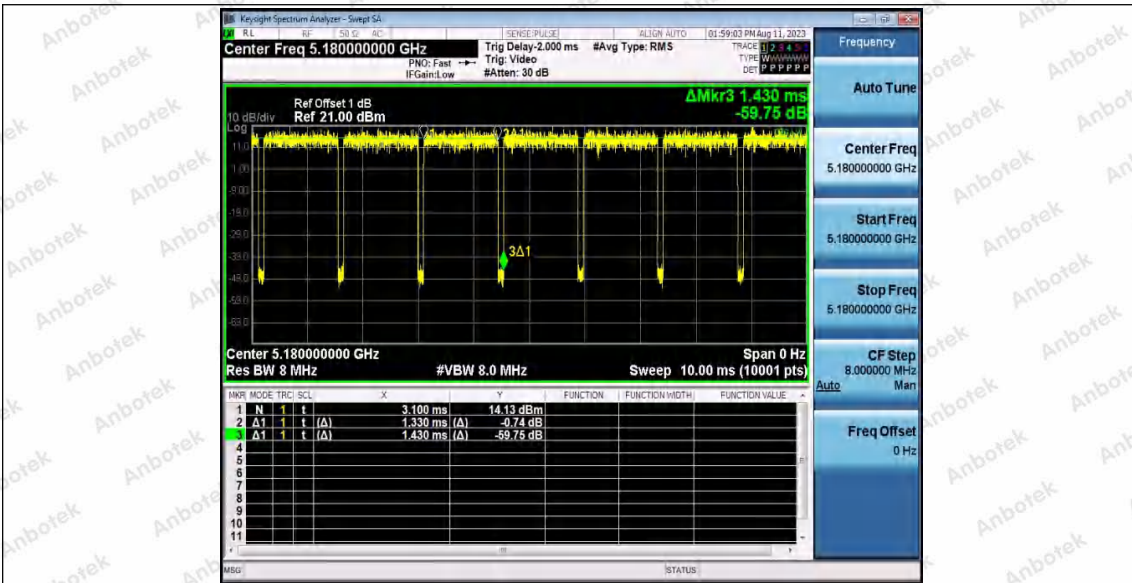 Keysight Spectrum Analyzer - Swept SA
RL RF 50 Ω AC SENSE:PULSE ALIGN AUTO 01:59:03 PM Aug 11, 2023
Center Freq 5.180000000 GHz
PNO: Fast
IFGain:Low
Trig Delay-2.000 ms
Trig: Video
#Atten: 30 dB
#Avg Type: RMS
TRACE 1 2 3 4 5 6
TYPE WWWWWW
DET P P P P P P
ΔMkr3 1.430 ms
-59.75 dB
Ref Offset 1 dB
Ref 21.00 dBm
10 dB/div
Log
11.0
1.00
-9.00
-19.0
-29.0
-39.0
-49.0
-59.0
-69.0
3Δ1
Center 5.180000000 GHz
Span 0 Hz
Res BW 8 MHz
#VBW 8.0 MHz
Sweep 10.00 ms (10001 pts)
MKR MODE TRC SCL X Y FUNCTION FUNCTION WIDTH FUNCTION VALUE
1 N 1 t 3.100 ms 14.13 dBm
2 Δ1 1 t (Δ) 1.330 ms (Δ) -0.74 dB
3 Δ1 1 t (Δ) 1.430 ms (Δ) -59.75 dB
4
5
6
7
8
9
10
11
MSG
STATUS
Frequency
Auto Tune
Center Freq
5.180000000 GHz
Start Freq
5.180000000 GHz
Stop Freq
5.180000000 GHz
CF Step
8.000000 MHz
Auto Man
Freq Offset
0 Hz
Anbotek